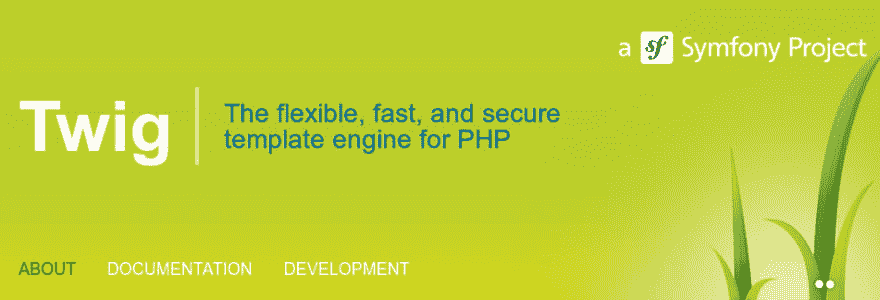 a sf Symfony Project
Twig
The flexible, fast, and secure
template engine for PHP
ABOUT DOCUMENTATION DEVELOPMENT